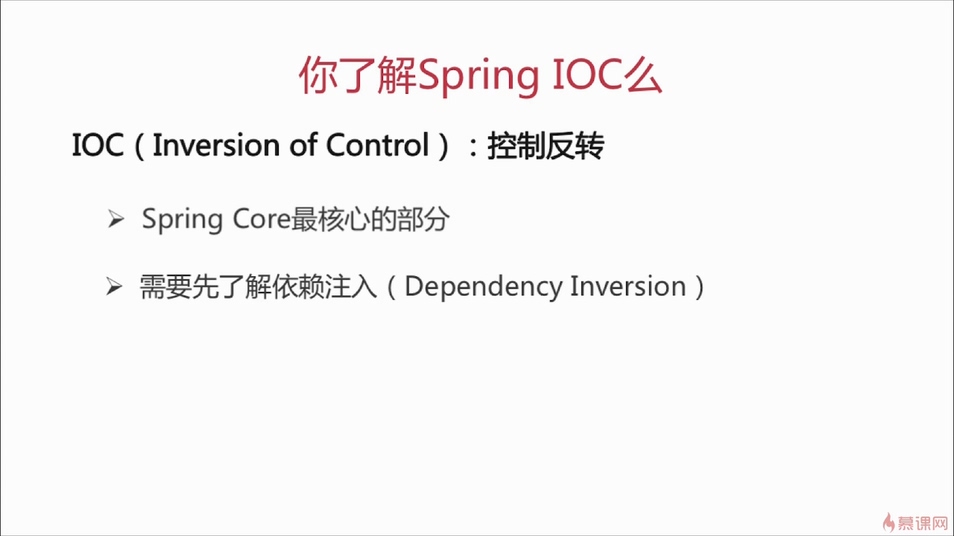 你了解Spring IOC么
IOC（Inversion of Control）：控制反转
➢ Spring Core最核心的部分
➢ 需要先了解依赖注入（Dependency Inversion）
慕课网